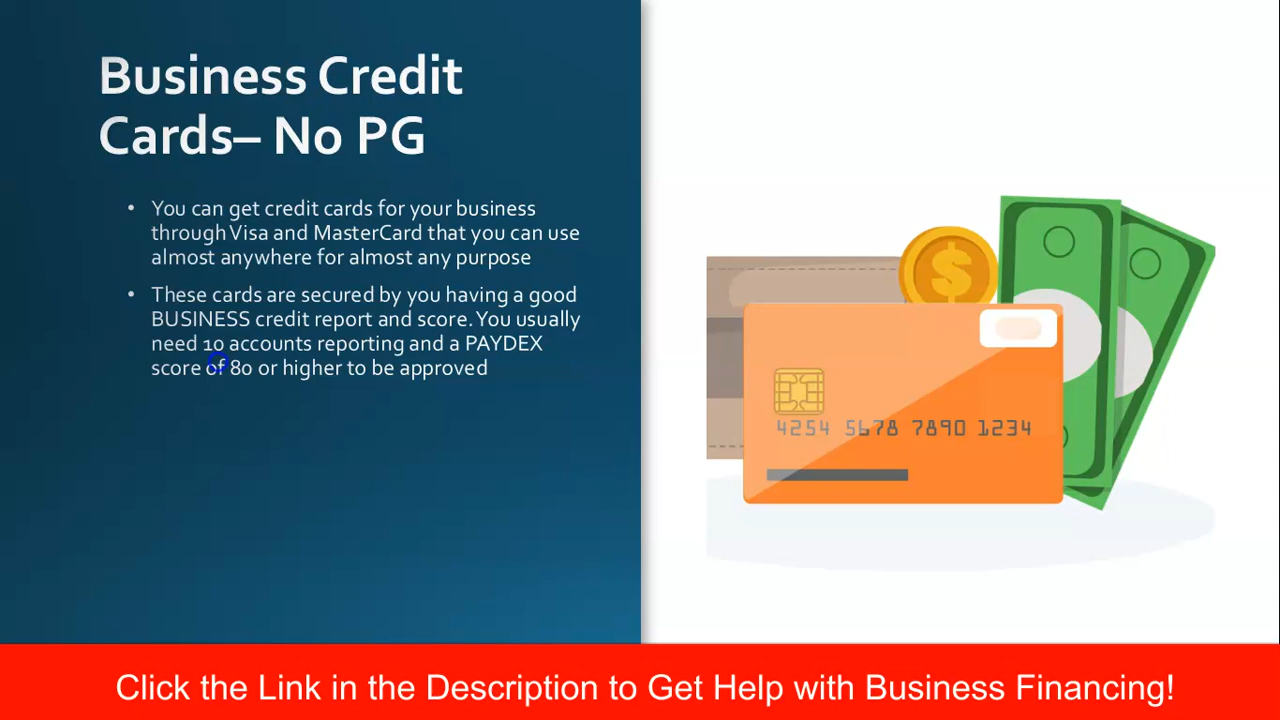 Business Credit
Cards– No PG
• You can get credit cards for your business
through Visa and MasterCard that you can use
almost anywhere for almost any purpose
• These cards are secured by you having a good
BUSINESS credit report and score. You usually
need 10 accounts reporting and a PAYDEX
score of 80 or higher to be approved
$
4254 5678 7890 1234
Click the Link in the Description to Get Help with Business Financing!